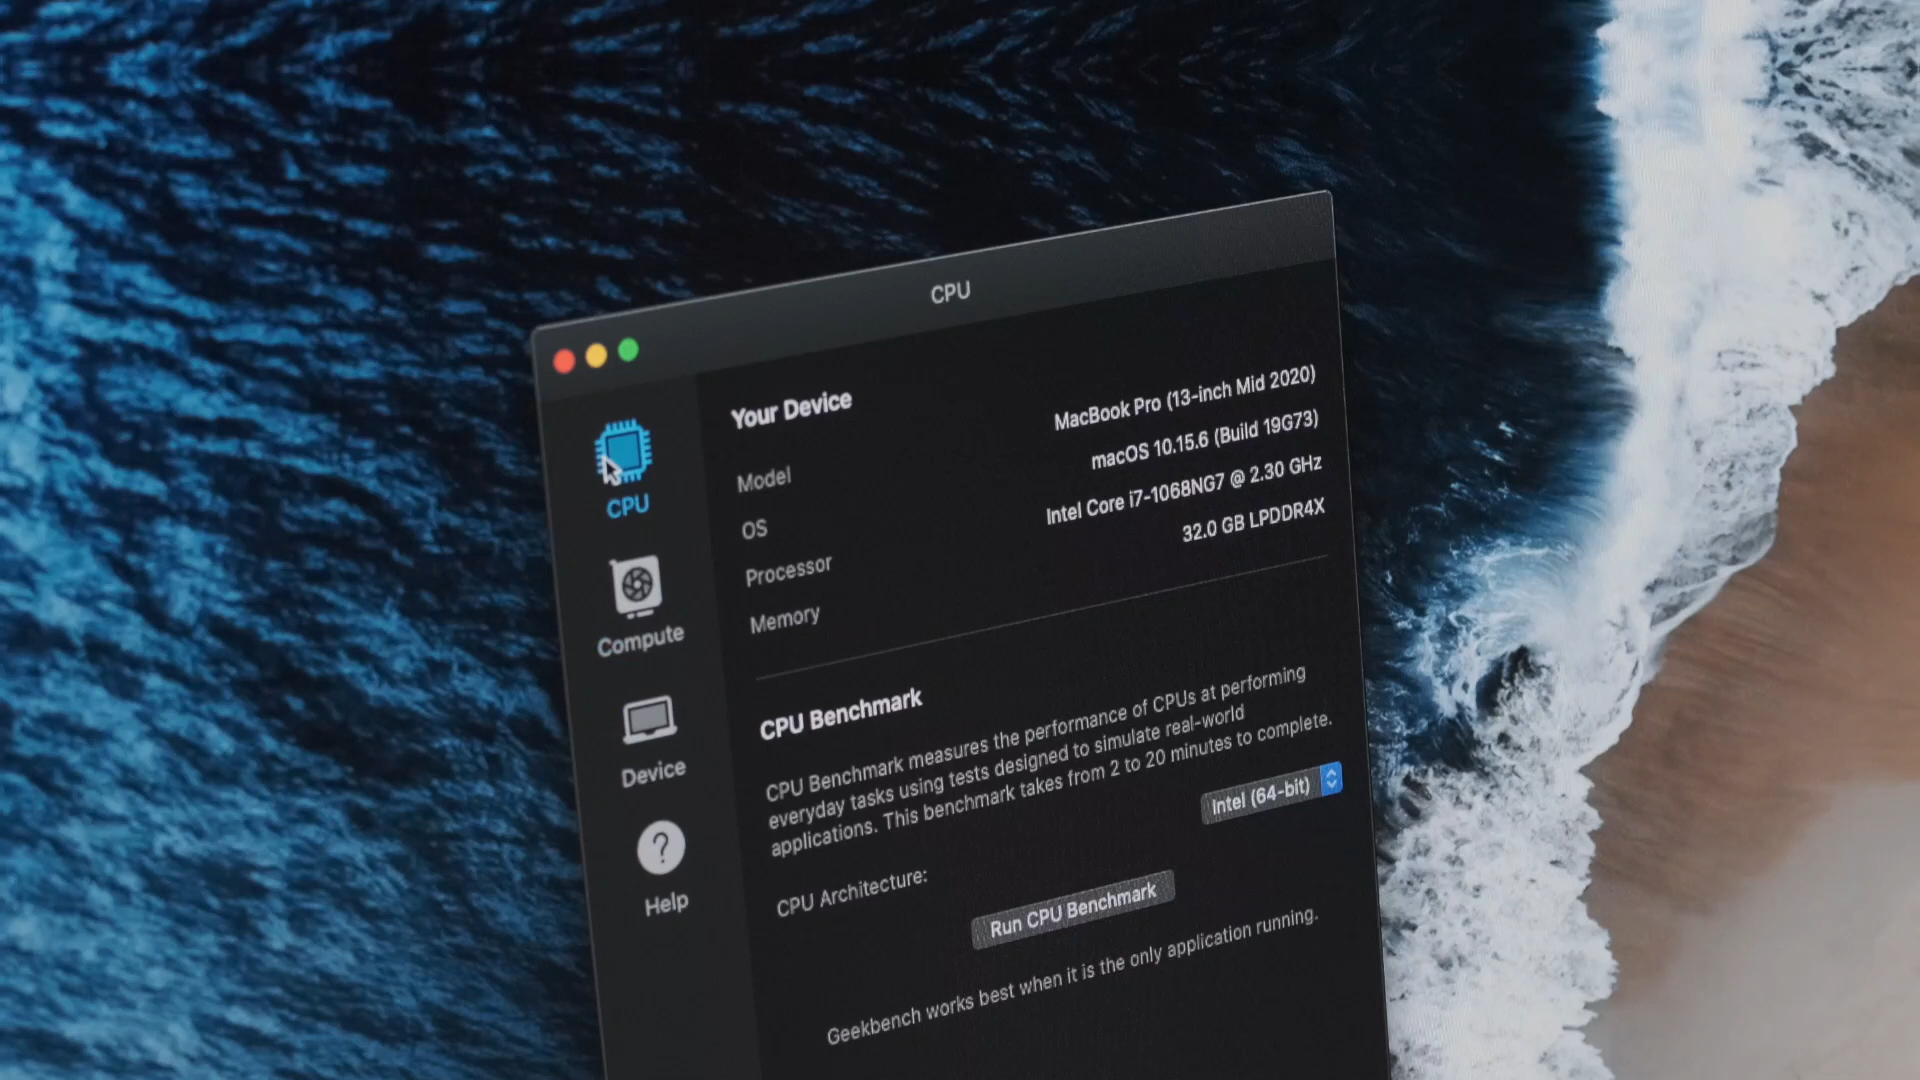 CPU
CPU
Compute
Device
Help
Your Device
Model
MacBook Pro (13-inch Mid 2020)
OS
macOS 10.15.6 (Build 19G73)
Processor
Intel Core i7-1068NG7 @ 2.30 GHz
Memory
32.0 GB LPDDR4X
CPU Benchmark
CPU Benchmark measures the performance of CPUs at performing
everyday tasks using tests designed to simulate real-world
applications. This benchmark takes from 2 to 20 minutes to complete.
CPU Architecture:
Intel (64-bit)
Run CPU Benchmark
Geekbench works best when it is the only application running.